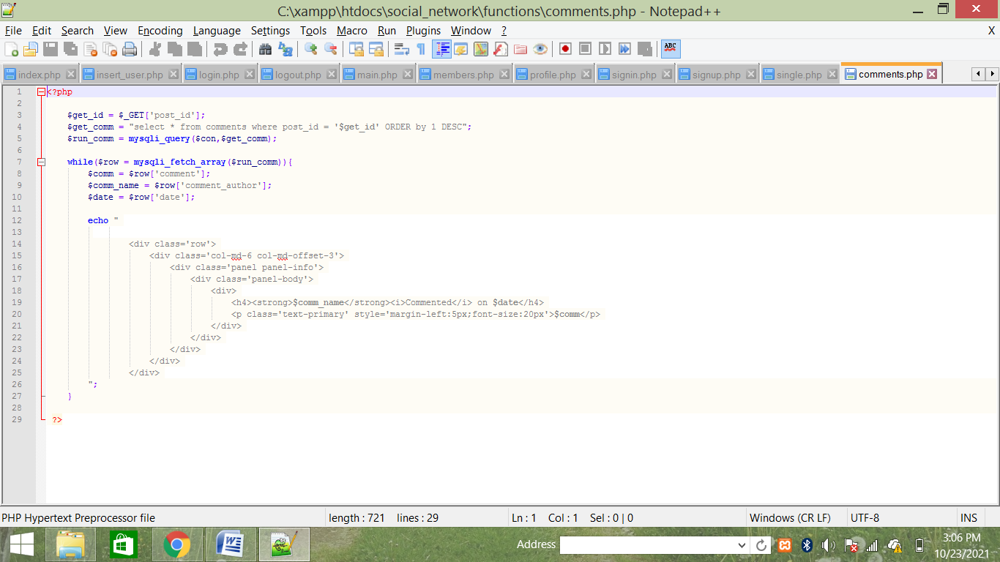 C:\xampp\htdocs\social_network\functions\comments.php - Notepad++
File Edit Search View Encoding Language Settings Tools Macro Run Plugins Window ? X
ABC
index.php insert_user.php login.php logout.php main.php members.php profile.php signin.php signup.php single.php comments.php
1 <?php
2
3 $get_id = $_GET['post_id'];
4 $get_comm = "select * from comments where post_id = '$get_id' ORDER by 1 DESC";
5 $run_comm = mysqli_query($con,$get_comm);
6
7 while($row = mysqli_fetch_array($run_comm)){
8 $comm = $row['comment'];
9 $comm_name = $row['comment_author'];
10 $date = $row['date'];
11
12 echo "
13
14 <div class='row'>
15 <div class='col-md-6 col-md-offset-3'>
16 <div class='panel panel-info'>
17 <div class='panel-body'>
18 <div>
19 <h4><strong>$comm_name</strong><i>Commented</i> on $date</h4>
20 <p class='text-primary' style='margin-left:5px;font-size:20px'>$comm</p>
21 </div>
22 </div>
23 </div>
24 </div>
25 </div>
26 ";
27 }
28
29 ?>
PHP Hypertext Preprocessor file length : 721 lines : 29 Ln : 1 Col : 1 Sel : 0 | 0 Windows (CR LF) UTF-8 INS
Address
3:06 PM
10/23/2021